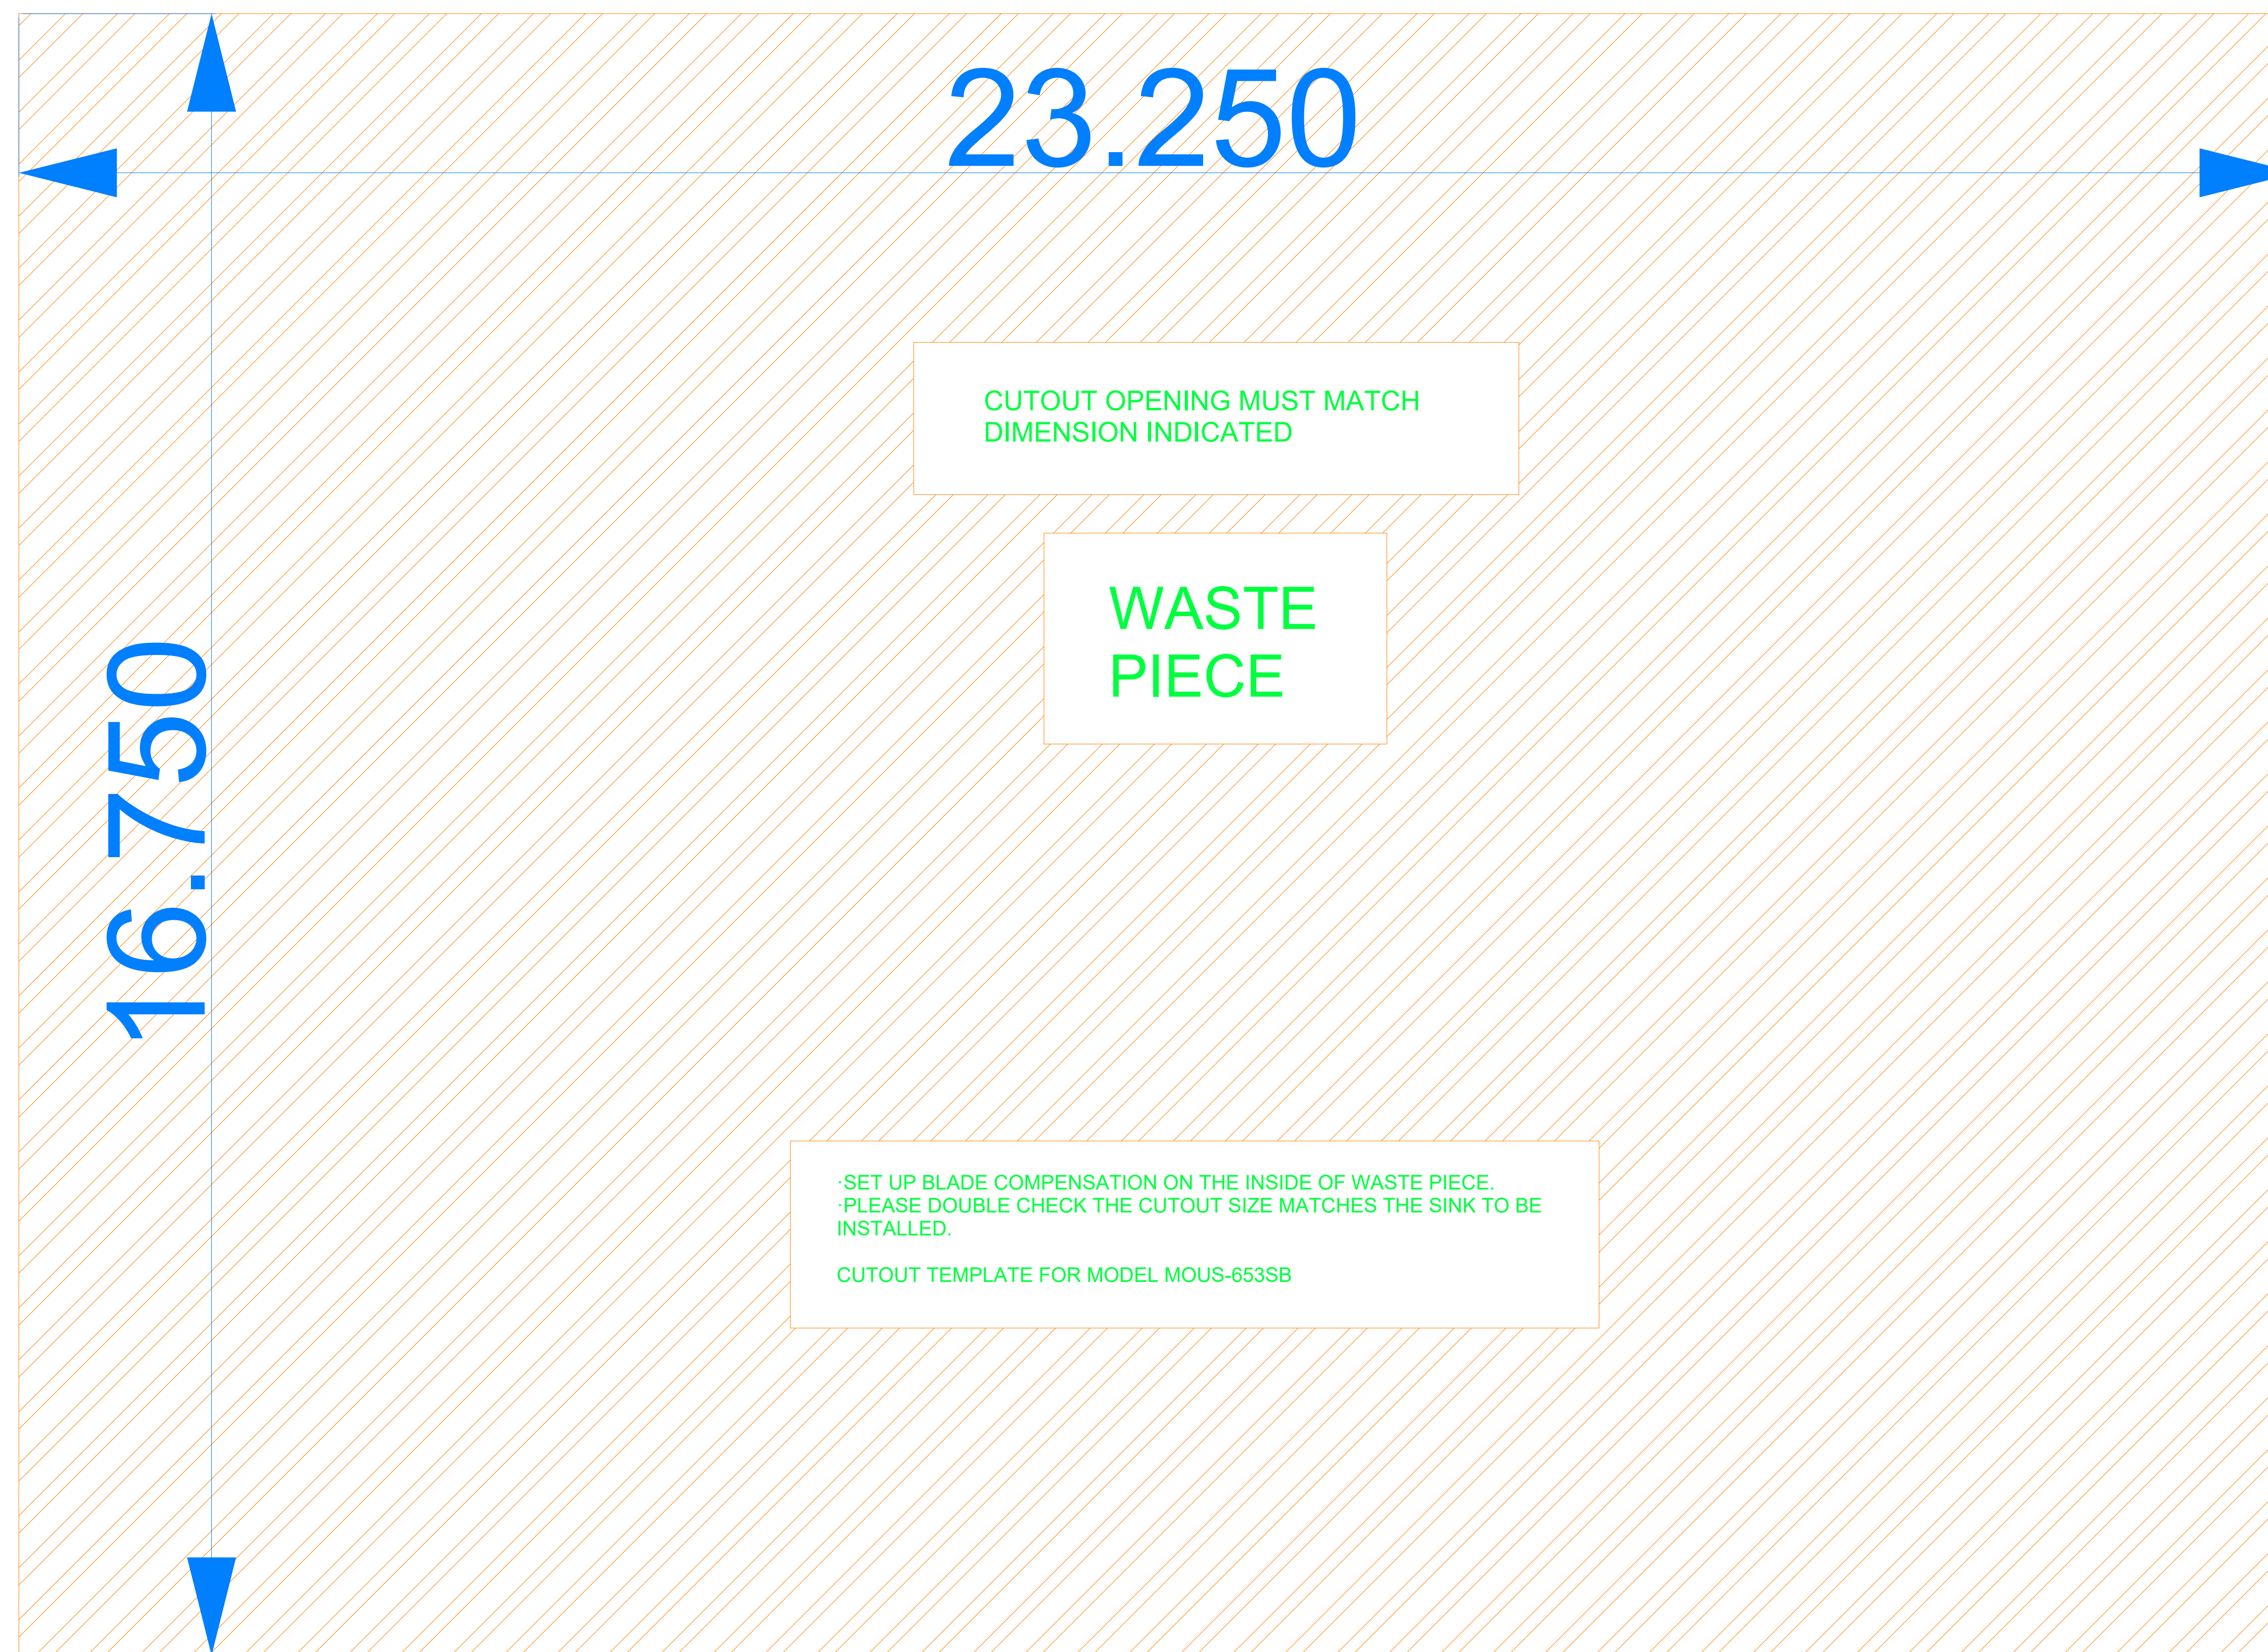 23.250
CUTOUT OPENING MUST MATCH
DIMENSION INDICATED
WASTE
PIECE
16.750
·SET UP BLADE COMPENSATION ON THE INSIDE OF WASTE PIECE.
·PLEASE DOUBLE CHECK THE CUTOUT SIZE MATCHES THE SINK TO BE
INSTALLED.
CUTOUT TEMPLATE FOR MODEL MOUS-653SB